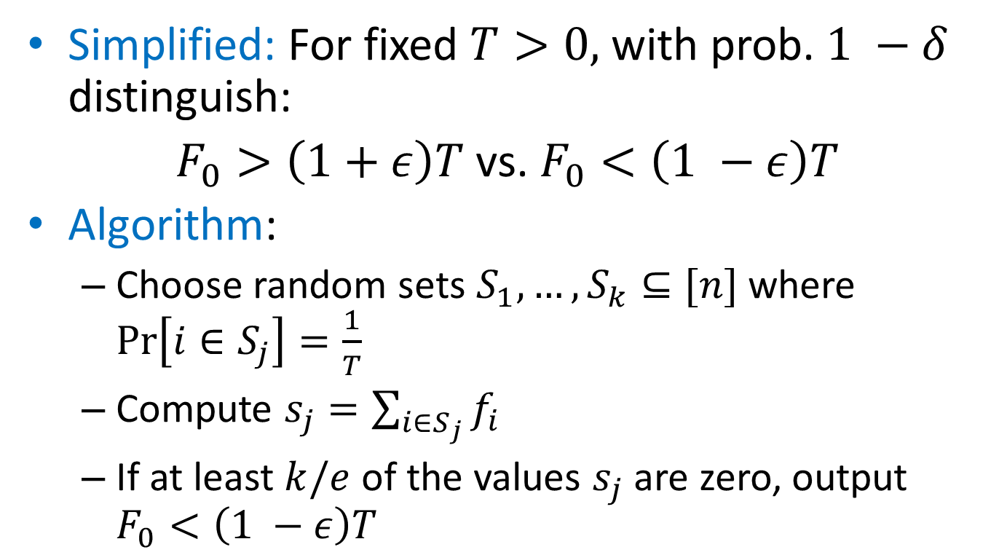 • Simplified: For fixed $T > 0$, with prob. $1 - \delta$
distinguish:
$F_0 > (1 + \epsilon)T$ vs. $F_0 < (1 - \epsilon)T$
• Algorithm:
– Choose random sets $S_1, \ldots, S_k \subseteq [n]$ where
$\Pr[i \in S_j] = \frac{1}{T}$
– Compute $s_j = \sum_{i \in S_j} f_i$
– If at least $k/e$ of the values $s_j$ are zero, output
$F_0 < (1 - \epsilon)T$